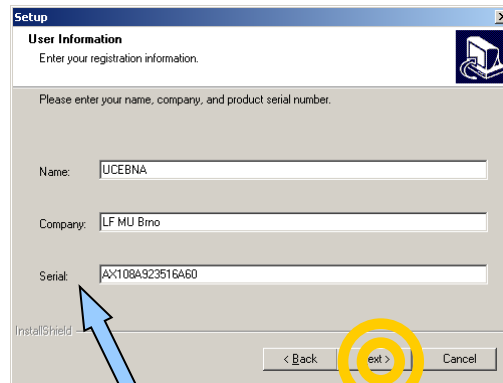 Setup
User Information
Enter your registration information.
Please enter your name, company, and product serial number.
Name: UCEBNA
Company: LF MU Brno
Serial: AX108A923516A60
InstallShield
< Back ext > Cancel